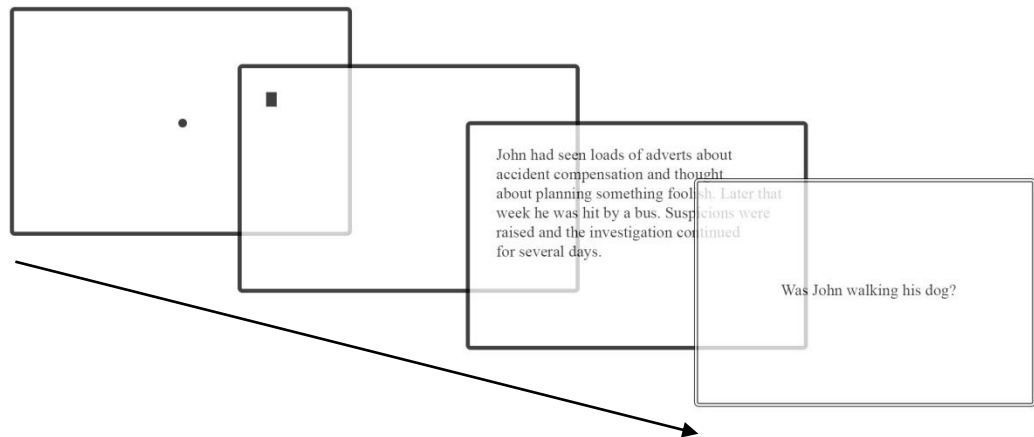 John had seen loads of adverts about
accident compensation and thought
about planning something foolish. Later that
week he was hit by a bus. Suspicions were
raised and the investigation continued
for several days.
Was John walking his dog?